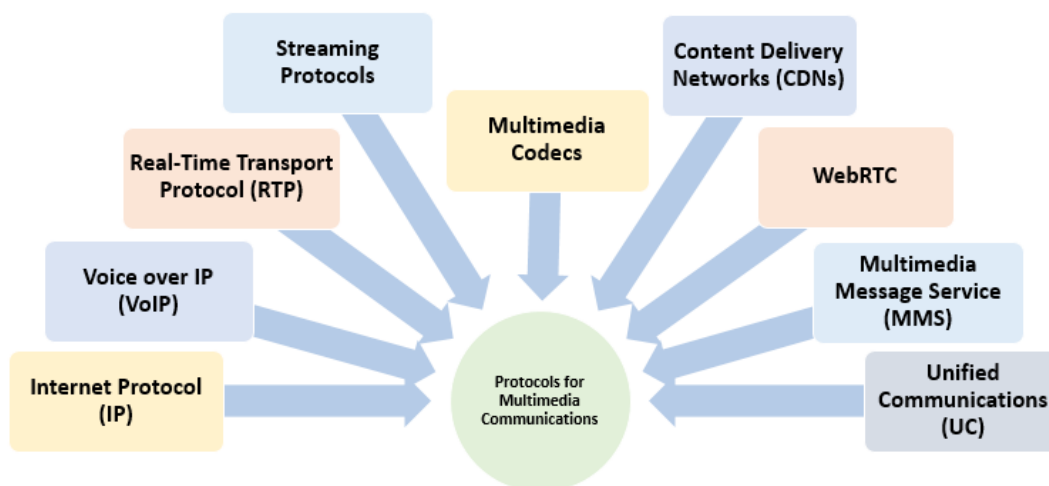 Streaming
Protocols
Content Delivery
Networks (CDNs)
Multimedia
Codecs
Real-Time Transport
Protocol (RTP)
WebRTC
Voice over IP
(VoIP)
Multimedia
Message Service
(MMS)
Internet Protocol
(IP)
Protocols for
Multimedia
Communications
Unified
Communications
(UC)